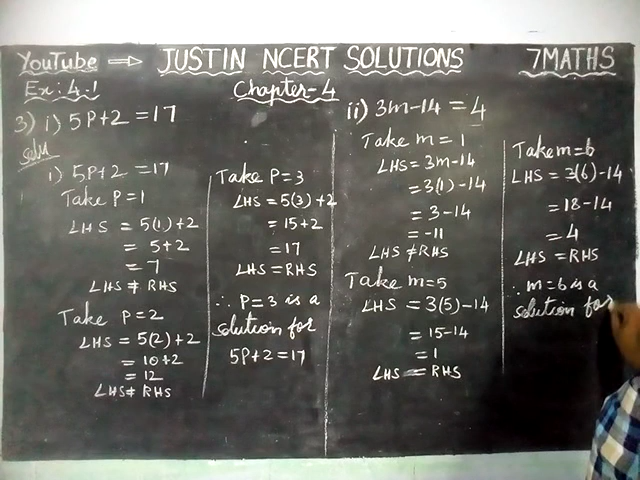 YouTube ⇒ JUSTIN NCERT SOLUTIONS 7MATHS
Ex: 4.1 Chapter-4
3) i) 5P+2 = 17
Soln
i) 5P+2 = 17
Take P=1
LHS = 5(1)+2
= 5+2
= 7
LHS ≠ RHS
Take P=2
LHS = 5(2)+2
= 10+2
= 12
LHS ≠ RHS
Take P=3
LHS = 5(3)+2
= 15+2
= 17
LHS = RHS
∴ P=3 is a
solution for
5P+2=17
ii) 3m-14 = 4
Take m=1
LHS = 3m-14
= 3(1)-14
= 3-14
= -11
LHS ≠ RHS
Take m=5
LHS = 3(5)-14
= 15-14
= 1
LHS = RHS
Take m=6
LHS = 3(6)-14
= 18-14
= 4
LHS = RHS
∴ m=6 is a
solution for